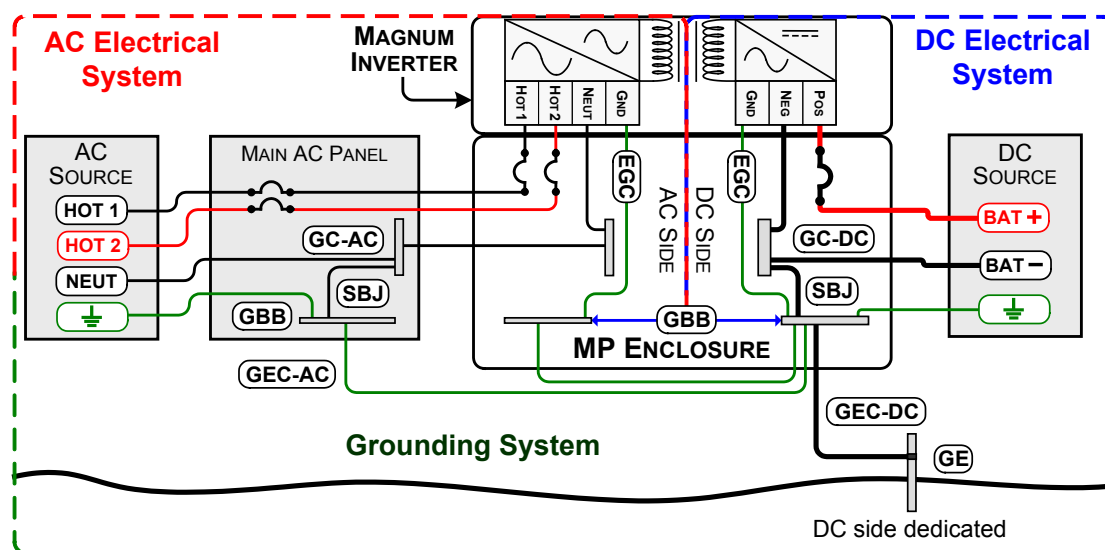 AC Electrical
System
MAGNUM
INVERTER
DC Electrical
System
HOT 1
HOT 2
NEUT
GND
GND
NEG
POS
AC
SOURCE
HOT 1
HOT 2
NEUT
MAIN AC PANEL
GC-AC
SBJ
GBB
GEC-AC
EGC
AC SIDE
DC SIDE
EGC
GC-DC
SBJ
GBB
MP ENCLOSURE
DC
SOURCE
BAT +
BAT −
GEC-DC
GE
Grounding System
DC side dedicated